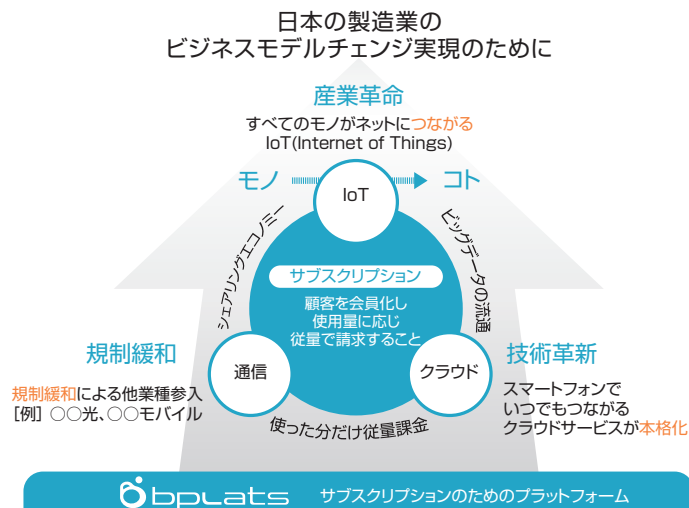 日本の製造業の
ビジネスモデルチェンジ実現のために
産業革命
すべてのモノがネットにつながる
IoT(Internet of Things)
モノ
コト
IoT
シェアリングエコノミー
ビッグデータの流通
サブスクリプション
顧客を会員化し
使用量に応じ
従量で請求すること
規制緩和
規制緩和による他業種参入
[例] ○○光、○○モバイル
通信
クラウド
技術革新
スマートフォンで
いつでもつながる
クラウドサービスが本格化
使った分だけ従量課金
bplats サブスクリプションのためのプラットフォーム